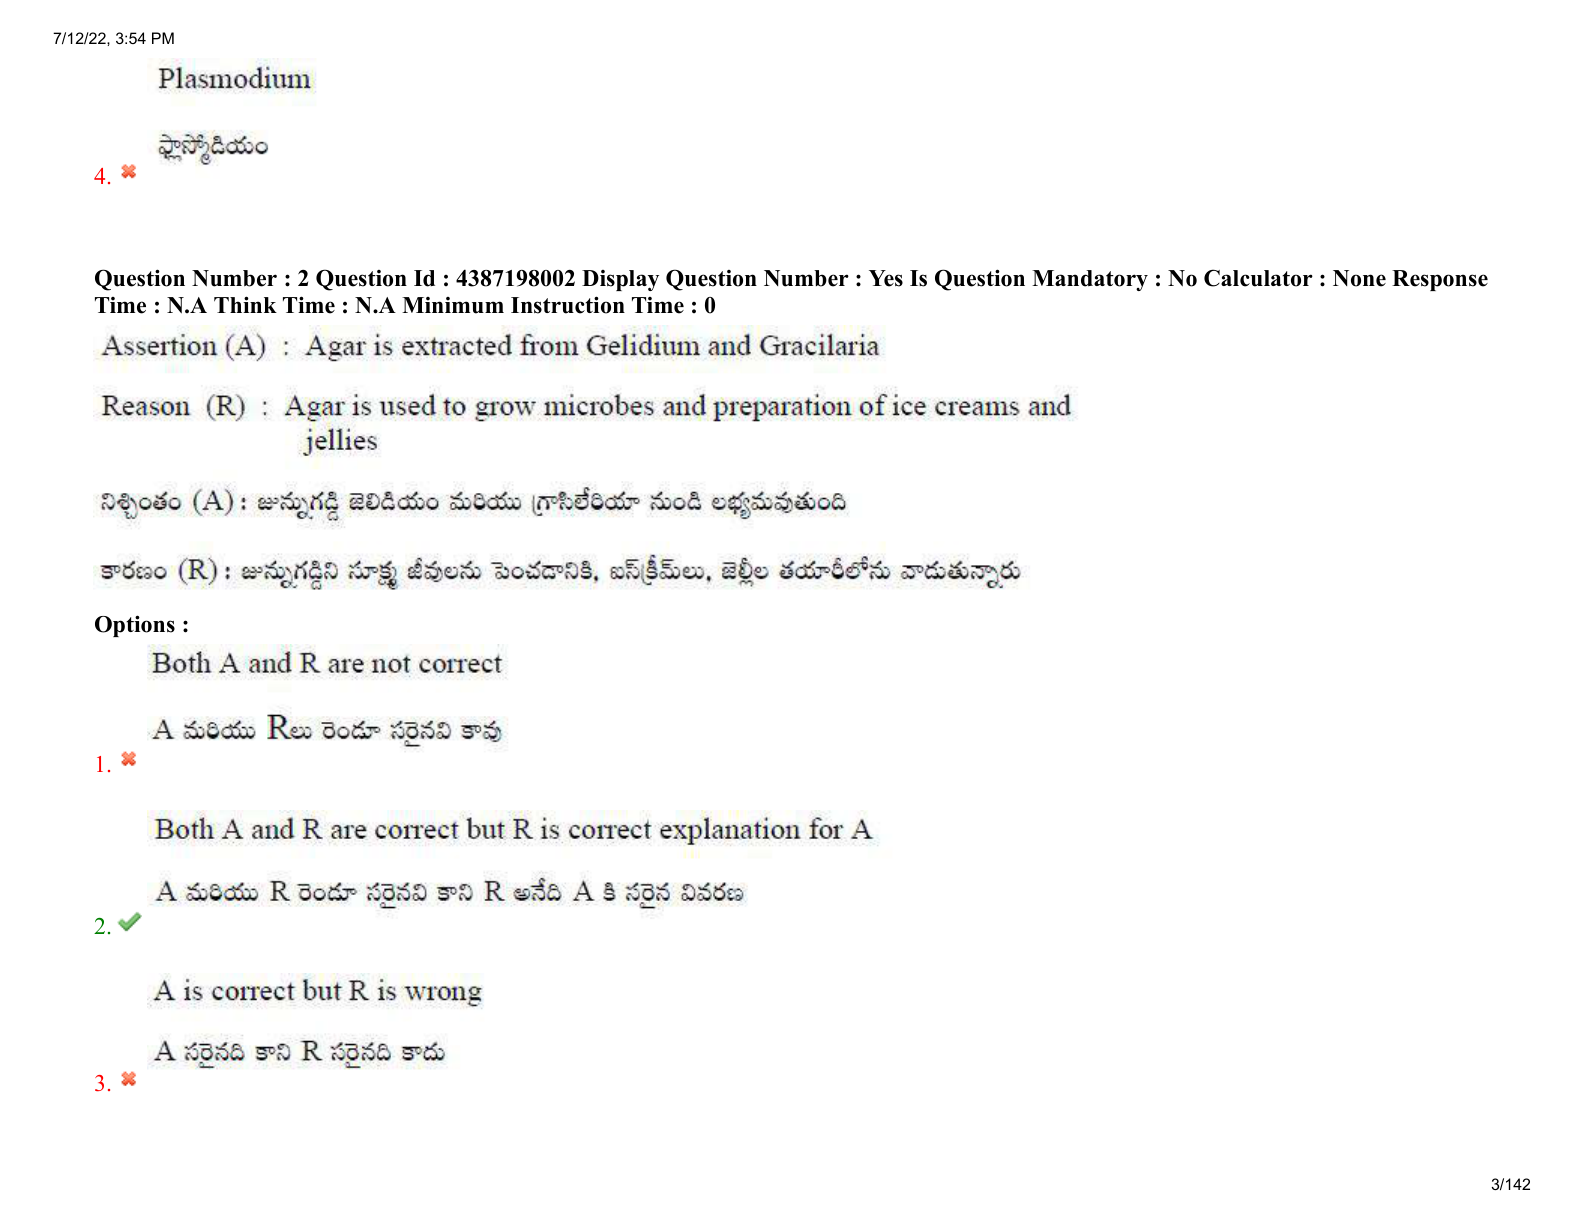 7/12/22, 3:54 PM
Plasmodium
ప్లాస్మోడియం
4.
Question Number : 2 Question Id : 4387198002 Display Question Number : Yes Is Question Mandatory : No Calculator : None Response
Time : N.A Think Time : N.A Minimum Instruction Time : 0
Assertion (A) : Agar is extracted from Gelidium and Gracilaria
Reason (R) : Agar is used to grow microbes and preparation of ice creams and
jellies
నిశ్చింతం (A) : జున్నుగడ్డి జెలిడియం మరియు గ్రాసిలేరియా నుండి లభ్యమవుతుంది
కారణం (R) : జున్నుగడ్డిని సూక్ష్మ జీవులను పెంచడానికి, ఐస్‌క్రీమ్‌లు, జెల్లీల తయారీలోను వాడుతున్నారు
Options :
Both A and R are not correct
A మరియు Rలు రెండూ సరైనవి కావు
1.
Both A and R are correct but R is correct explanation for A
A మరియు R రెండూ సరైనవి కాని R అనేది A కి సరైన వివరణ
2.
A is correct but R is wrong
A సరైనది కాని R సరైనది కాదు
3.
3/142